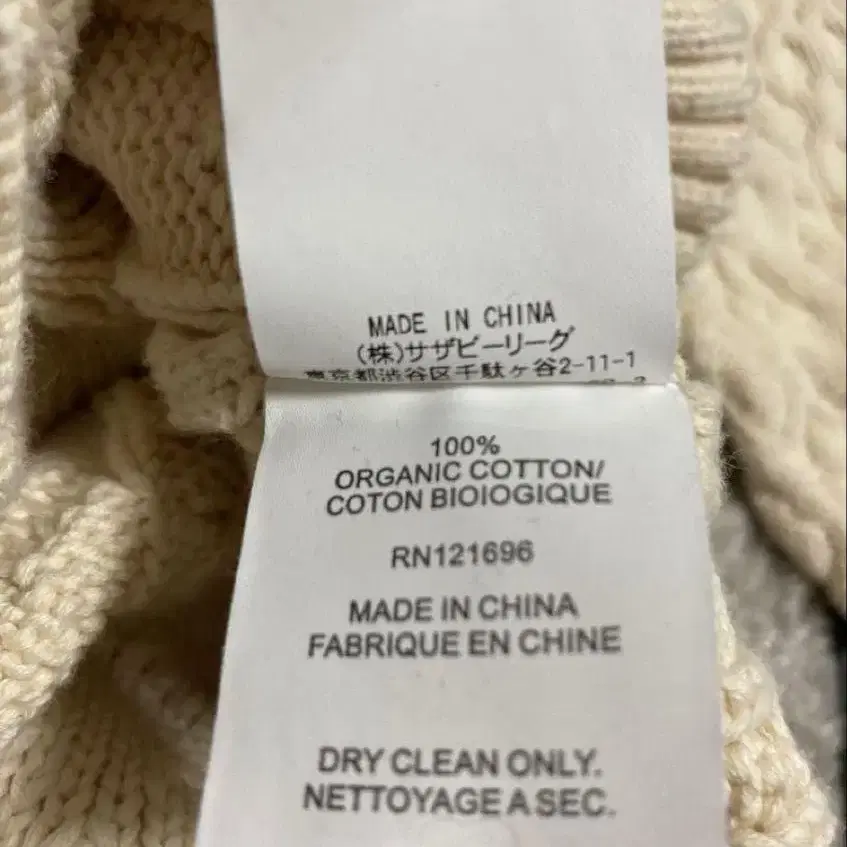 MADE IN CHINA
(株)サザビーリーグ
東京都渋谷区千駄ヶ谷2-11-1
100%
ORGANIC COTTON/
COTON BIOIOGIQUE
RN121696
MADE IN CHINA
FABRIQUE EN CHINE
DRY CLEAN ONLY.
NETTOYAGE A SEC.